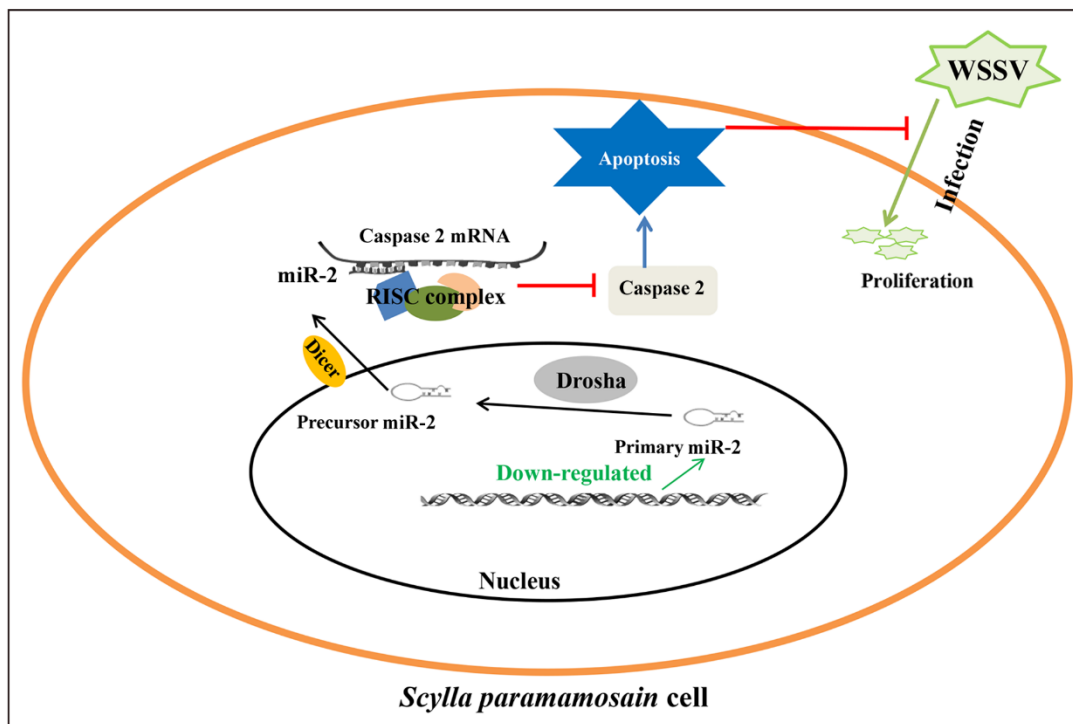 WSSV
Infection
Apoptosis
Proliferation
Caspase 2 mRNA
miR-2
RISC complex
Caspase 2
Dicer
Drosha
Precursor miR-2
Primary miR-2
Down-regulated
Nucleus
Scylla paramamosain cell